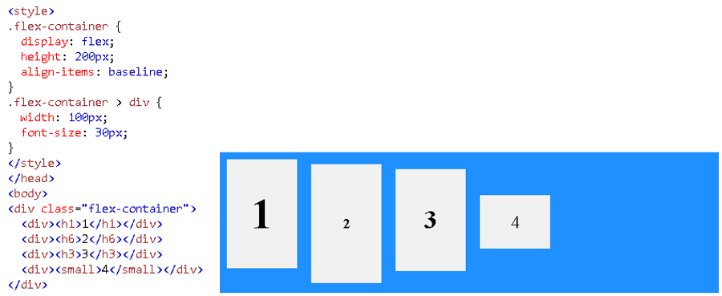 <style>
.flex-container {
  display: flex;
  height: 200px;
  align-items: baseline;
}
.flex-container > div {
  width: 100px;
  font-size: 30px;
}
</style>
</head>
<body>
<div class="flex-container">
  <div><h1>1</h1></div>
  <div><h6>2</h6></div>
  <div><h3>3</h3></div>
  <div><small>4</small></div>
</div>
1 2 3 4